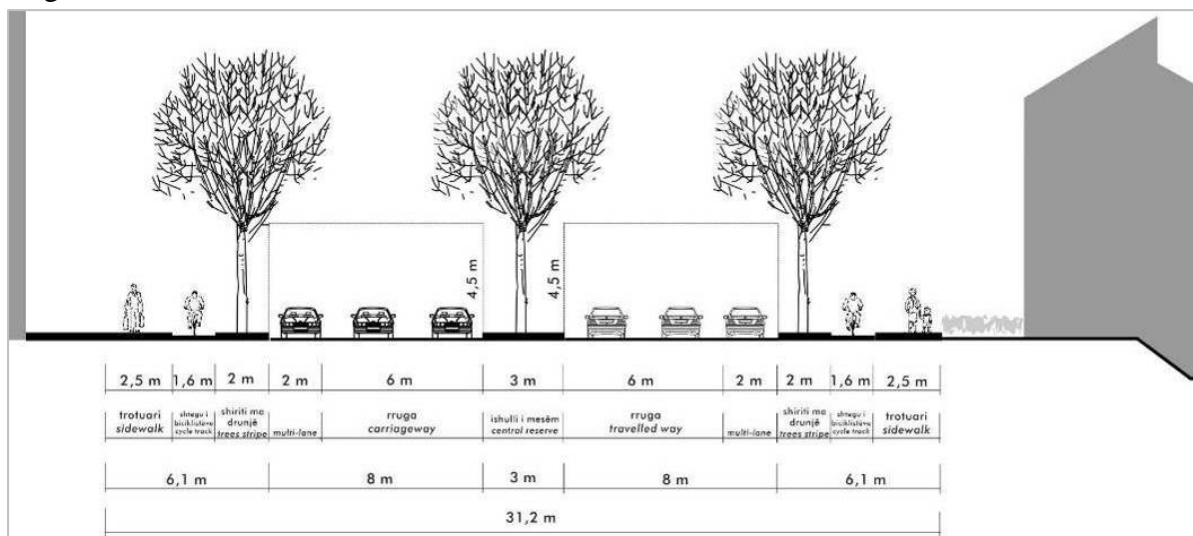 4,5 m
4,5 m
2,5 m 1,6 m 2 m 2 m 6 m 3 m 6 m 2 m 2 m 1,6 m 2,5 m
trotuari
sidewalk
shtegu i
biciklistëve
cycle track
shiriti me
drunjë
trees stripe
multi-lane
rruga
carriageway
ishulli i mesëm
central reserve
rruga
travelled way
multi-lane
shiriti me
drunjë
trees stripe
shtegu i
biciklistëve
cycle track
trotuari
sidewalk
6,1 m 8 m 3 m 8 m 6,1 m
31,2 m